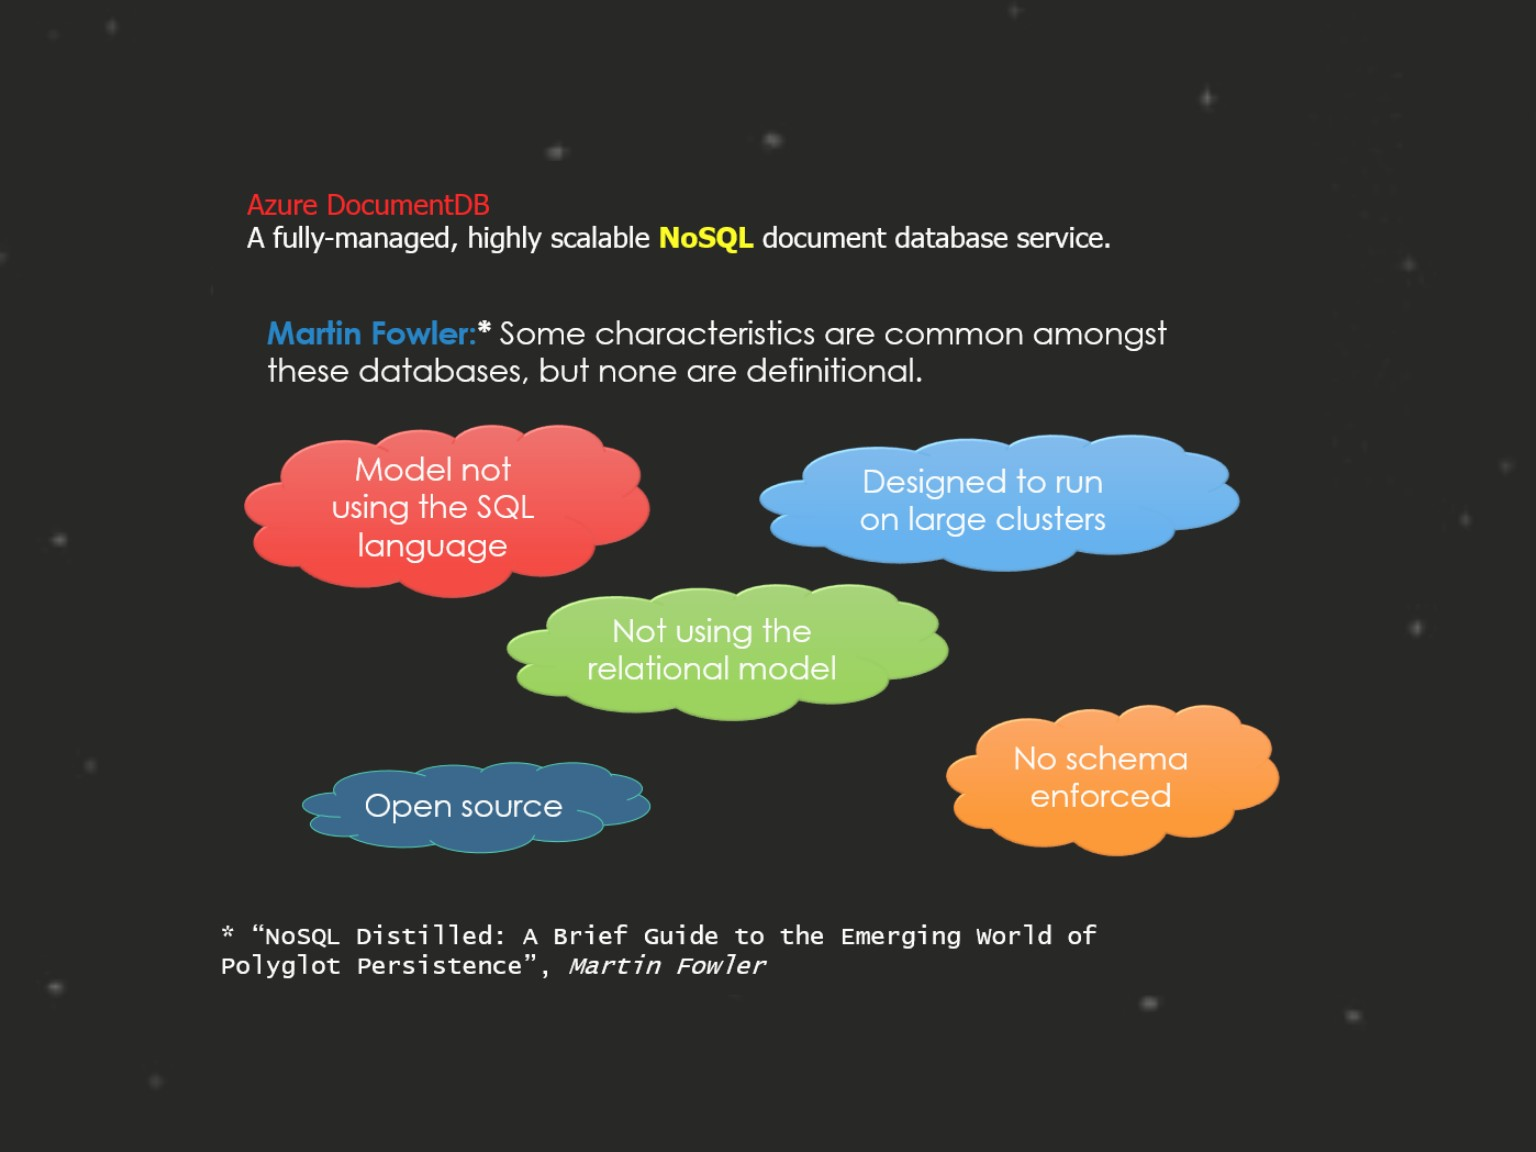 Azure DocumentDB
A fully-managed, highly scalable NoSQL document database service.
Martin Fowler:* Some characteristics are common amongst
these databases, but none are definitional.
Model not
using the SQL
language
Designed to run
on large clusters
Not using the
relational model
No schema
enforced
Open source
* “NoSQL Distilled: A Brief Guide to the Emerging World of
Polyglot Persistence”, Martin Fowler